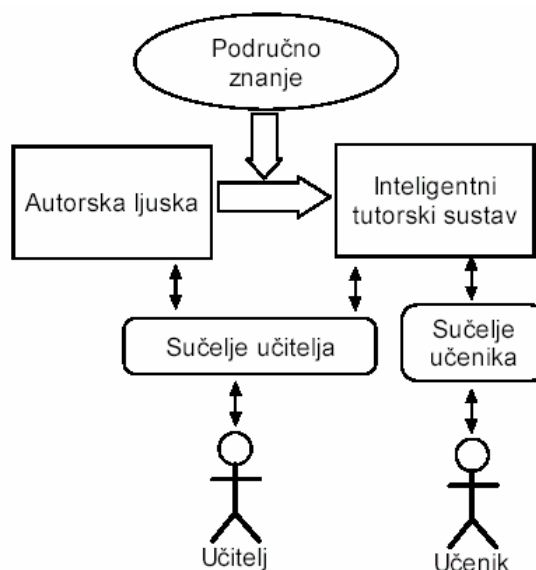 Područno
znanje
Autorska ljuska
Inteligentni
tutorski sustav
Sučelje učitelja
Sučelje
učenika
Učitelj
Učenik